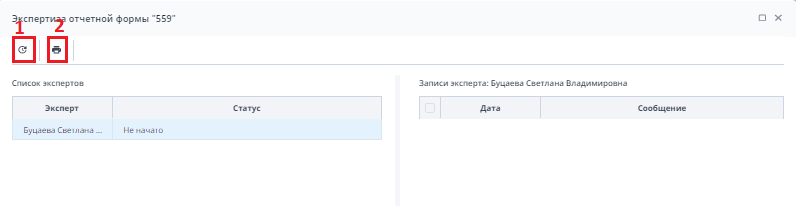 Экспертиза отчетной формы "559"
1
2
Список экспертов
Эксперт
Статус
Буцаева Светлана ...
Не начато
Записи эксперта: Буцаева Светлана Владимировна
Дата
Сообщение